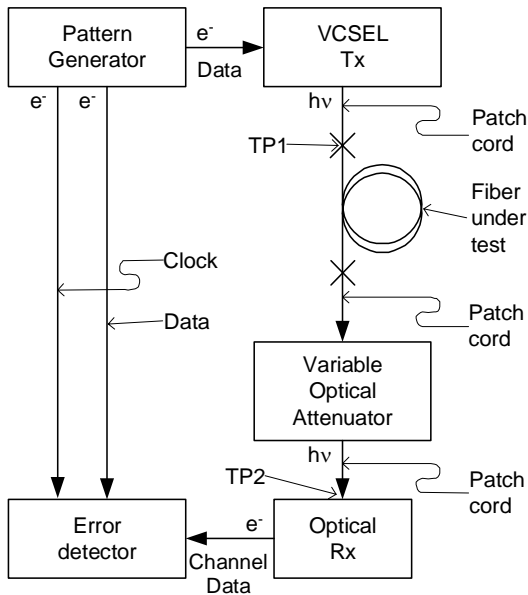 Pattern
Generator
e-
Data
VCSEL
Tx
e-
e-
hν
Patch
cord
TP1
Fiber
under
test
Clock
Data
Patch
cord
Variable
Optical
Attenuator
hν
TP2
Patch
cord
Error
detector
e-
Channel
Data
Optical
Rx